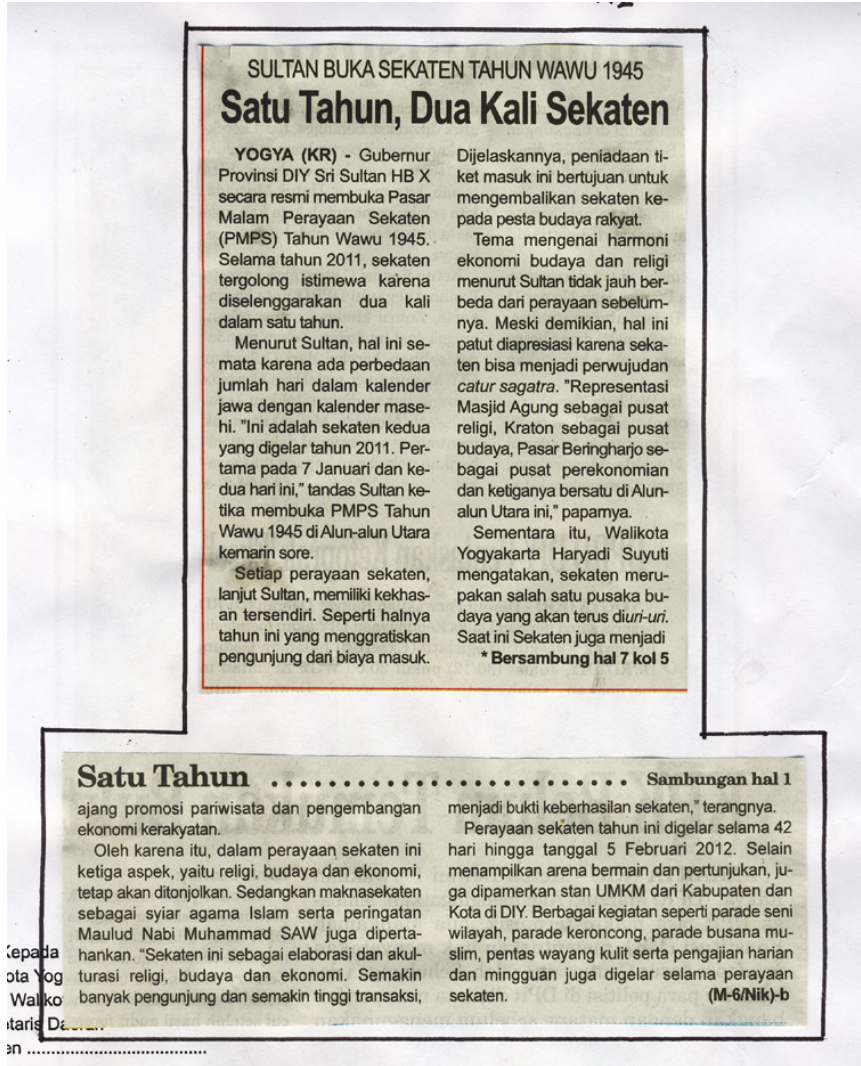 SULTAN BUKA SEKATEN TAHUN WAWU 1945
Satu Tahun, Dua Kali Sekaten
YOGYA (KR) - Gubernur
Provinsi DIY Sri Sultan HB X
secara resmi membuka Pasar
Malam Perayaan Sekaten
(PMPS) Tahun Wawu 1945.
Selama tahun 2011, sekaten
tergolong istimewa karena
diselenggarakan dua kali
dalam satu tahun.
Menurut Sultan, hal ini se-
mata karena ada perbedaan
jumlah hari dalam kalender
jawa dengan kalender mase-
hi. "Ini adalah sekaten kedua
yang digelar tahun 2011. Per-
tama pada 7 Januari dan ke-
dua hari ini," tandas Sultan ke-
tika membuka PMPS Tahun
Wawu 1945 di Alun-alun Utara
kemarin sore.
Setiap perayaan sekaten,
lanjut Sultan, memiliki kekhas-
an tersendiri. Seperti halnya
tahun ini yang menggratiskan
pengunjung dari biaya masuk.
Dijelaskannya, peniadaan ti-
ket masuk ini bertujuan untuk
mengembalikan sekaten ke-
pada pesta budaya rakyat.
Tema mengenai harmoni
ekonomi budaya dan religi
menurut Sultan tidak jauh ber-
beda dari perayaan sebelum-
nya. Meski demikian, hal ini
patut diapresiasi karena seka-
ten bisa menjadi perwujudan
catur sagatra. "Representasi
Masjid Agung sebagai pusat
religi, Kraton sebagai pusat
budaya, Pasar Beringharjo se-
bagai pusat perekonomian
dan ketiganya bersatu di Alun-
alun Utara ini," paparnya.
Sementara itu, Walikota
Yogyakarta Haryadi Suyuti
mengatakan, sekaten meru-
pakan salah satu pusaka bu-
daya yang akan terus diuri-uri.
Saat ini Sekaten juga menjadi
* Bersambung hal 7 kol 5
Satu Tahun .......................... Sambungan hal 1
ajang promosi pariwisata dan pengembangan
ekonomi kerakyatan.
Oleh karena itu, dalam perayaan sekaten ini
ketiga aspek, yaitu religi, budaya dan ekonomi,
tetap akan ditonjolkan. Sedangkan maknasekaten
sebagai syiar agama Islam serta peringatan
Maulud Nabi Muhammad SAW juga diperta-
hankan. "Sekaten ini sebagai elaborasi dan akul-
turasi religi, budaya dan ekonomi. Semakin
banyak pengunjung dan semakin tinggi transaksi,
menjadi bukti keberhasilan sekaten," terangnya.
Perayaan sekaten tahun ini digelar selama 42
hari hingga tanggal 5 Februari 2012. Selain
menampilkan arena bermain dan pertunjukan, ju-
ga dipamerkan stan UMKM dari Kabupaten dan
Kota di DIY. Berbagai kegiatan seperti parade seni
wilayah, parade keroncong, parade busana mu-
slim, pentas wayang kulit serta pengajian harian
dan mingguan juga digelar selama perayaan
sekaten. (M-6/Nik)-b
Kepada
ota Yog
Waliko
taris Daerah
en ....................................